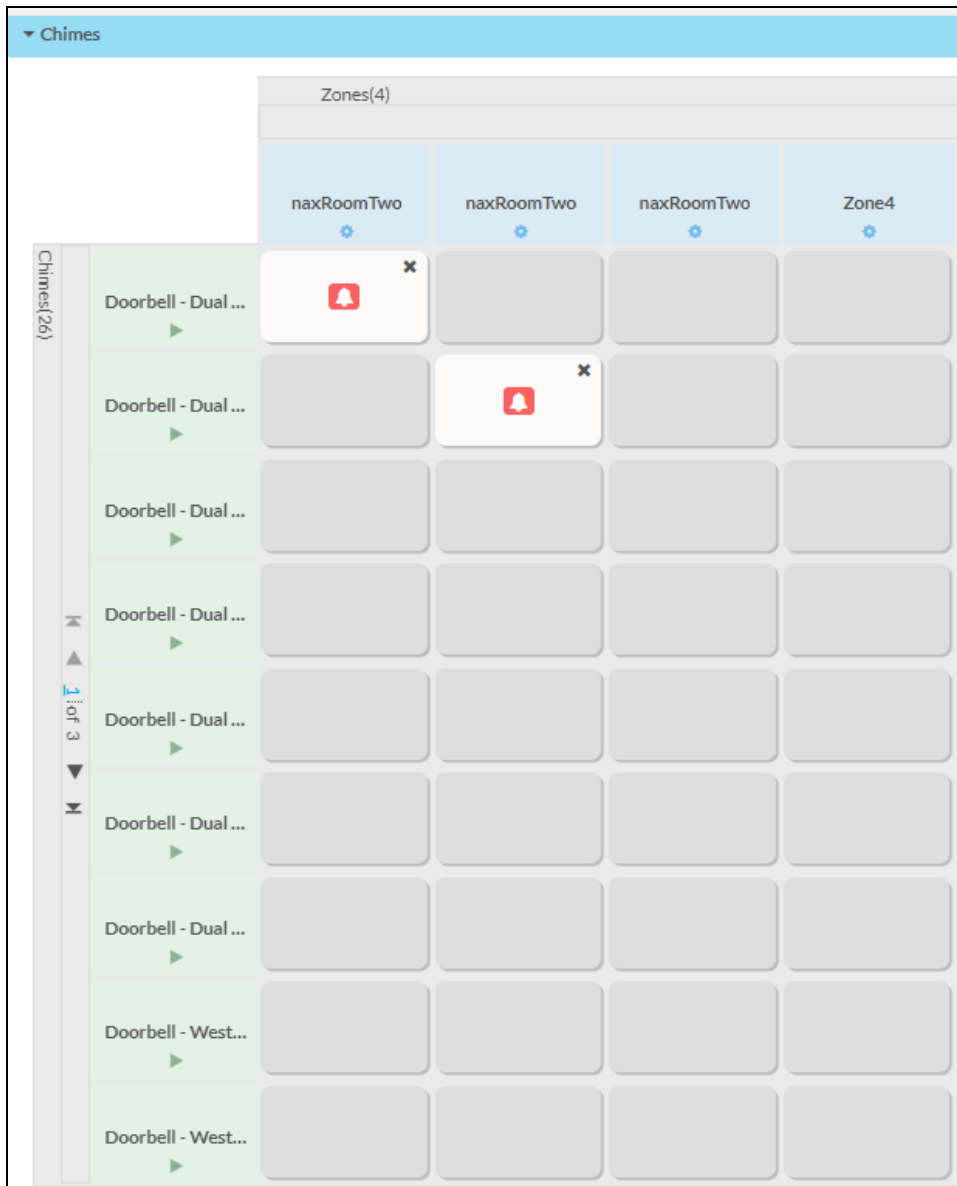 Chimes
Zones(4)
naxRoomTwo naxRoomTwo naxRoomTwo Zone4
Chimes(26)
Doorbell - Dual ...
Doorbell - Dual ...
Doorbell - Dual ...
Doorbell - Dual ...
1 of 3
Doorbell - Dual ...
Doorbell - Dual ...
Doorbell - Dual ...
Doorbell - West...
Doorbell - West...